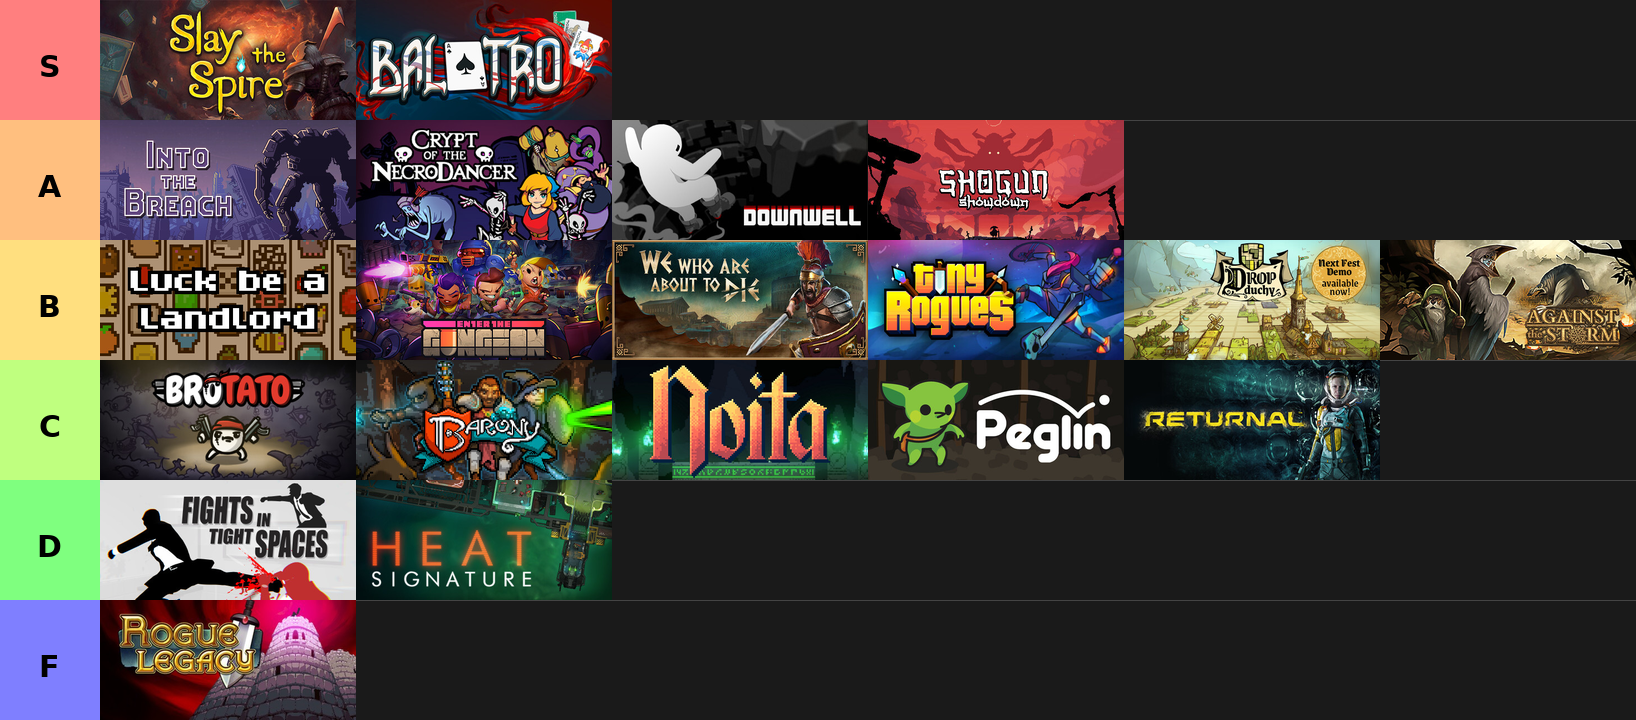 S
Slay
the
Spire
BALATRO
A
INTO
THE
BREACH
CRYPT
OF THE
NECRODANCER
DOWNWELL
SHOGUN
showdown
B
Luck be a
Landlord
ENTER THE
GUNGEON
WE WHO ARE
ABOUT TO DIE
tiny
Rogues
DROP
duchy
Next Fest
Demo
available
now!
AGAINST
the STORM
C
BROTATO
BARONY
Noita
Peglin
RETURNAL
D
FIGHTS IN
TIGHT SPACES
HEAT
SIGNATURE
F
ROGUE
LEGACY